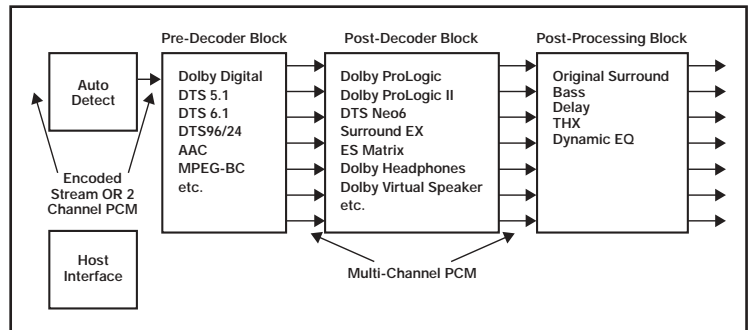 Pre-Decoder Block
Post-Decoder Block
Post-Processing Block
Auto
Detect
Dolby Digital
DTS 5.1
DTS 6.1
DTS96/24
AAC
MPEG-BC
etc.
Dolby ProLogic
Dolby ProLogic II
DTS Neo6
Surround EX
ES Matrix
Dolby Headphones
Dolby Virtual Speaker
etc.
Original Surround
Bass
Delay
THX
Dynamic EQ
Encoded
Stream OR 2
Channel PCM
Host
Interface
Multi-Channel PCM